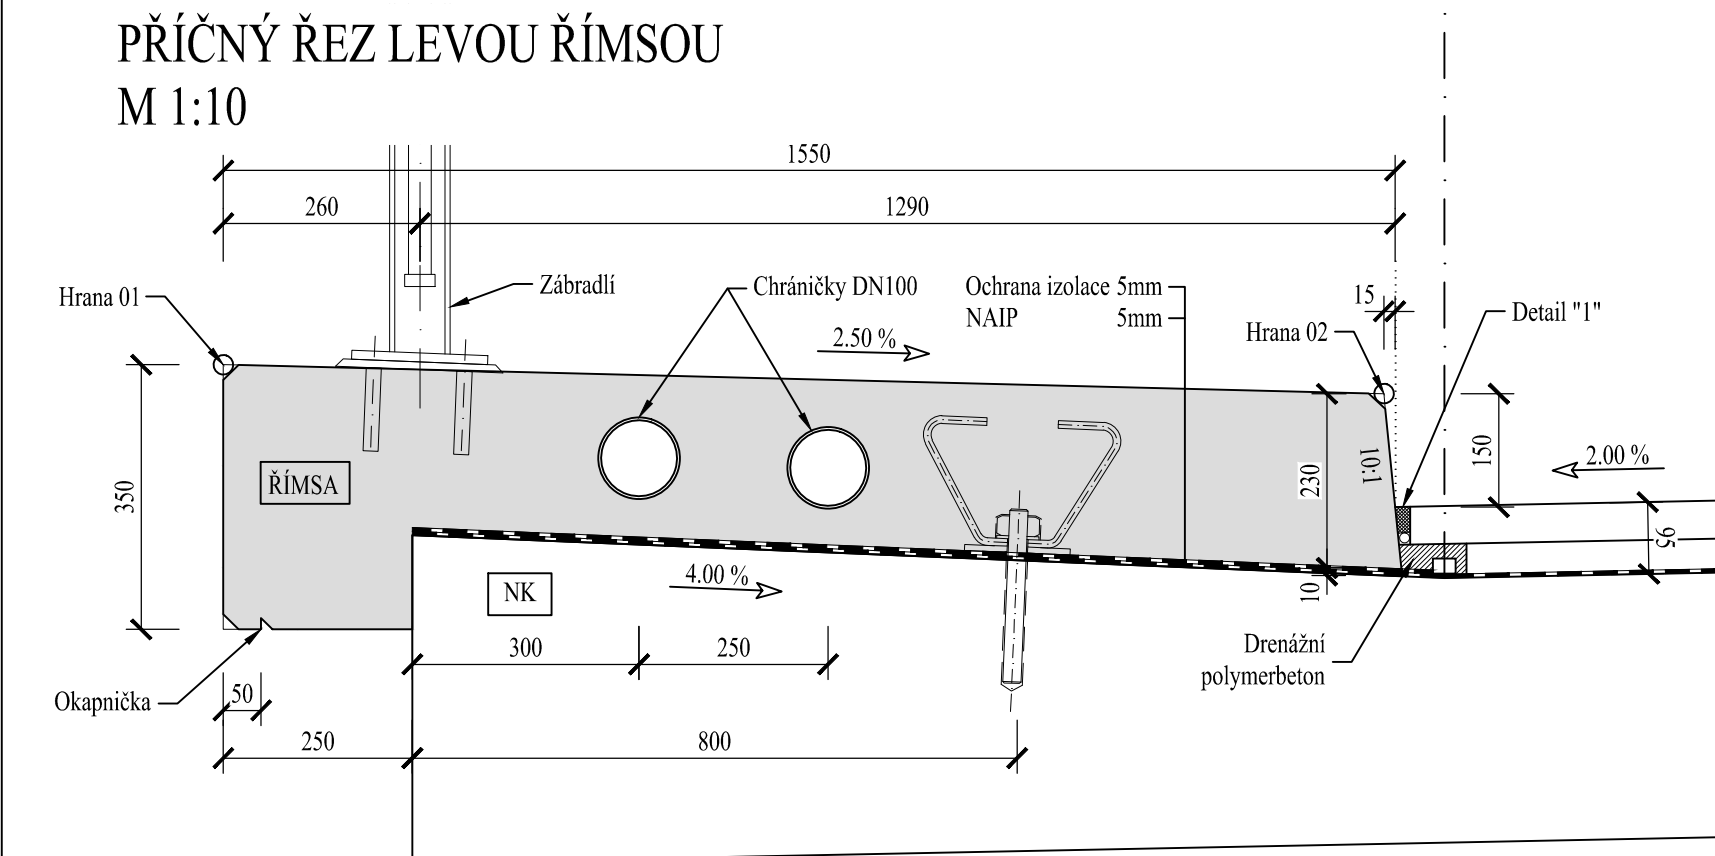 PŘÍČNÝ ŘEZ LEVOU ŘÍMSOU
M 1:10
1550
260
1290
Hrana 01
Zábradlí
Chráničky DN100
Ochrana izolace 5mm
NAIP 5mm
15
Detail "1"
2.50 %
Hrana 02
350
ŘÍMSA
230
10:1
150
2.00 %
95
4.00 %
NK
10
300
250
Drenážní
polymerbeton
Okapnička
50
250
800